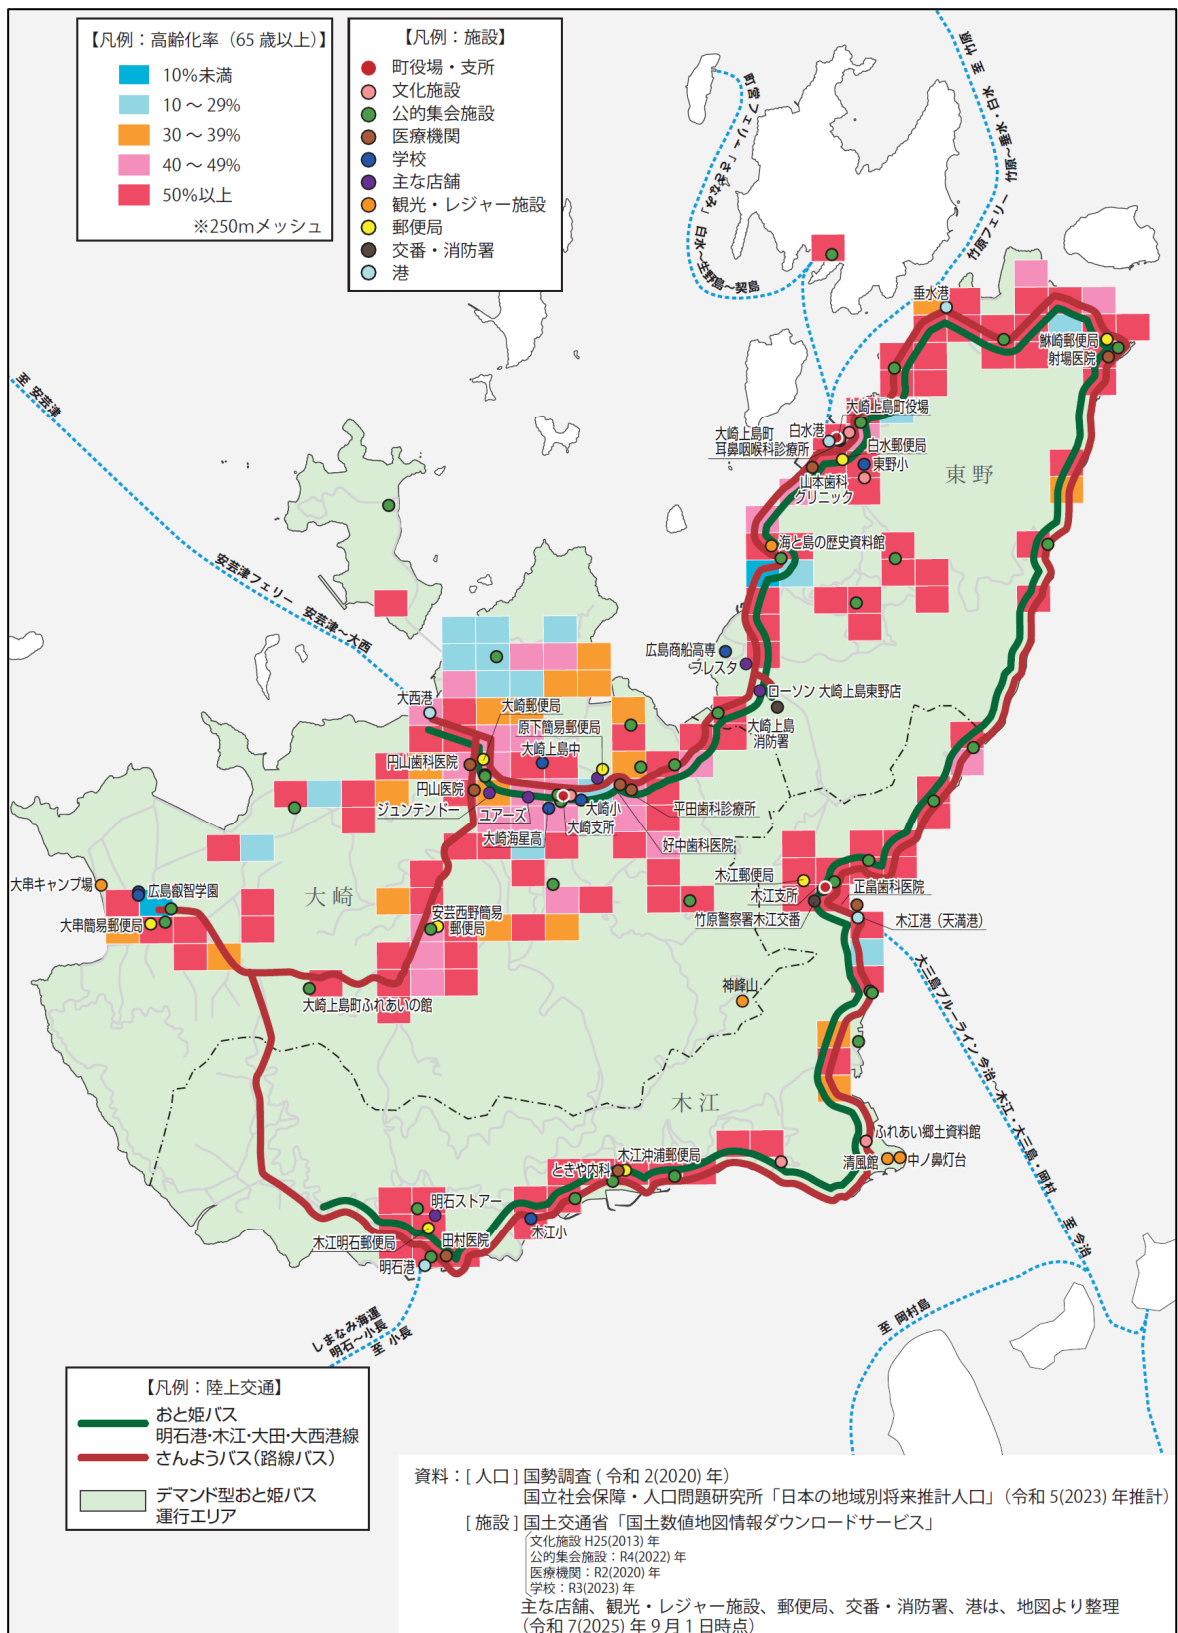 【凡例：高齢化率（65 歳以上）】
10%未満
10 ～ 29%
30 ～ 39%
40 ～ 49%
50%以上
※250mメッシュ
【凡例：施設】
町役場・支所
文化施設
公的集会施設
医療機関
学校
主な店舗
観光・レジャー施設
郵便局
交番・消防署
港
町営フェリー「さざなみ」 白水～生野島～契島
至 竹原
竹原フェリー 竹原～垂水・白水
至 安芸津
安芸津フェリー 安芸津～大西
垂水港
鮴崎郵便局
射場医院
大崎上島町役場
白水港
大崎上島町
耳鼻咽喉科診療所
白水郵便局
東野小
山本歯科
クリニック
東野
海と島の歴史資料館
広島商船高専
フレスタ
ローソン 大崎上島東野店
大崎上島
消防署
大西港
大崎郵便局
原下簡易郵便局
大崎上島中
円山歯科医院
円山医院
ジュンテンドー
ユアーズ
大崎小
大崎支所
大崎海星高
平田歯科診療所
好中歯科医院
大串キャンプ場
広島叡智学園
大串簡易郵便局
大崎
安芸西野簡易
郵便局
大崎上島町ふれあいの館
木江郵便局
木江支所
竹原警察署木江交番
正畠歯科医院
木江港（天満港）
神峰山
大三島ブルーライン 今治～木江・大三島・岡村
至 今治
木江
ふれあい郷土資料館
清風館
中ノ鼻灯台
木江沖浦郵便局
ときや内科
明石ストアー
木江小
木江明石郵便局
田村医院
明石港
しまなみ海運
明石～小長
至 小長
至 岡村島
【凡例：陸上交通】
おと姫バス
明石港・木江・大田・大西港線
さんようバス（路線バス）
デマンド型おと姫バス
運行エリア
資料：[ 人口 ] 国勢調査 ( 令和 2(2020) 年）
国立社会保障・人口問題研究所「日本の地域別将来推計人口」（令和 5(2023) 年推計）
[ 施設 ] 国土交通省「国土数値地図情報ダウンロードサービス」
文化施設 H25(2013) 年
公的集会施設：R4(2022) 年
医療機関：R2(2020) 年
学校：R3(2023) 年
主な店舗、観光・レジャー施設、郵便局、交番・消防署、港は、地図より整理
（令和 7(2025) 年 9 月 1 日時点）